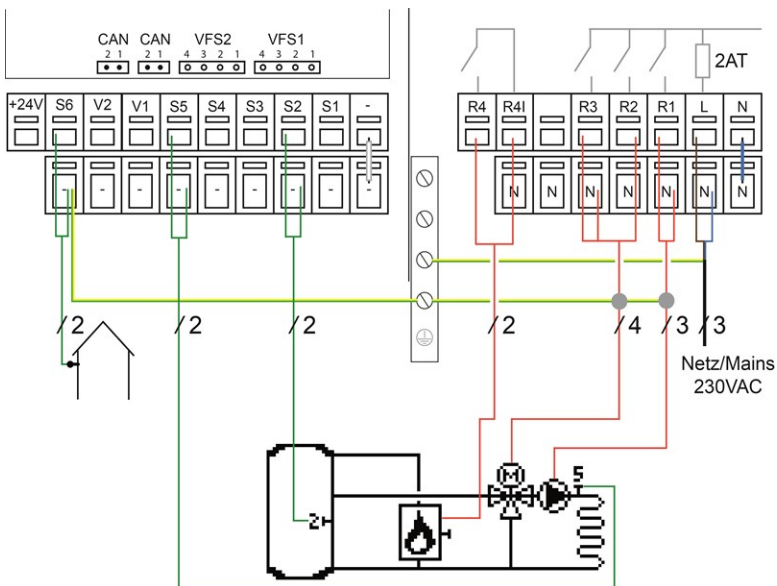 CAN CAN VFS2 VFS1
2 1 2 1 4 3 2 1 4 3 2 1
2AT
+24V S6 V2 V1 S5 S4 S3 S2 S1 - R4 R4I R3 R2 R1 L N
- - - - - - - - - N N N N N N N
/2 /2 /2 /2 /4 /3 /3
Netz/Mains
230VAC
M
S
2